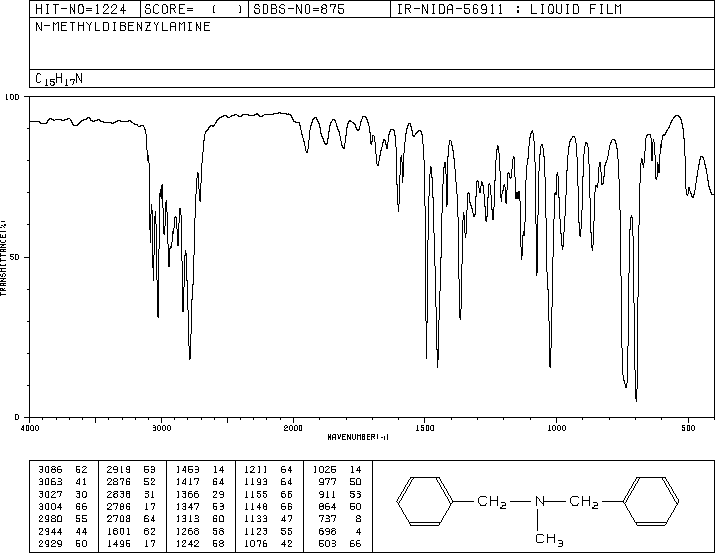 HIT-NO=1224 SCORE= ( ) SDBS-NO=875 IR-NIDA-56911 : LIQUID FILM
N-METHYLDIBENZYLAMINE
C15H17N
100
50
0
TRANSMITTANCE(%)
4000 3000 2000 1500 1000 500
WAVENUMBER(-1)
3086 52 2919 53 1453 14 1211 64 1026 14
3063 41 2876 52 1417 64 1193 64 977 50
3027 30 2838 31 1366 29 1155 66 911 53
3004 66 2786 17 1347 53 1148 66 864 50
2980 55 2708 64 1313 60 1133 47 737 8
2944 44 1601 62 1266 58 1123 55 698 4
2929 50 1495 17 1242 58 1076 42 503 66
CH2 N CH2
CH3